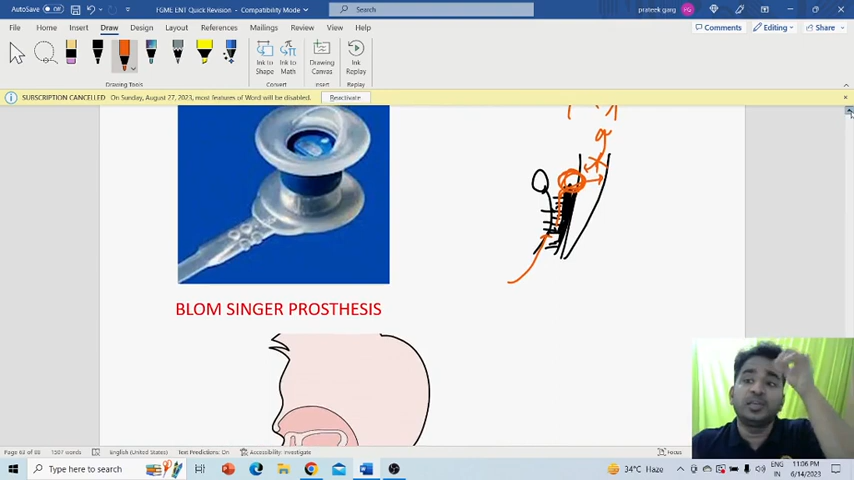 AutoSave Off FGME: ENT Quick Revision - Compatibility Mode Search prateek garg pg
File Home Insert Draw Design Layout References Mailings Review View Help Comments Editing Share
Ink to Shape Ink to Math Drawing Canvas Ink Replay
Drawing Tools Convert Insert Replay
SUBSCRIPTION CANCELLED On Sunday, August 27, 2023, most features of Word will be disabled. Reactivate
BLOM SINGER PROSTHESIS
English (United States) Text Predictions: On Accessibility: Investigate Focus
Type here to search 34°C Haze ENG IN 11:06 PM 6/14/2023